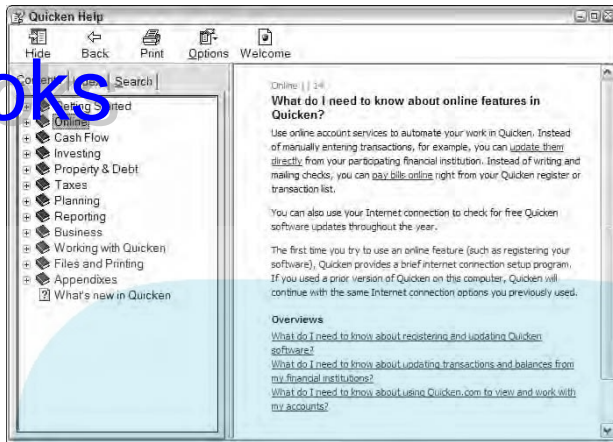 Quicken Help
Hide Back Print Options Welcome
Search
oks
Getting Started
Online
Cash Flow
Investing
Property & Debt
Taxes
Planning
Reporting
Business
Working with Quicken
Files and Printing
Appendixes
What's new in Quicken
Online | | 14
What do I need to know about online features in
Quicken?
Use online account services to automate your work in Quicken. Instead
of manually entering transactions, for example, you can update them
directly from your participating financial institution. Instead of writing and
mailing checks, you can pay bills online right from your Quicken register or
transaction list.
You can also use your Internet connection to check for free Quicken
software updates throughout the year.
The first time you try to use an online feature (such as registering your
software), Quicken provides a brief internet connection setup program.
If you used a prior version of Quicken on this computer, Quicken will
continue with the same Internet connection options you previously used.
Overviews
What do I need to know about registering and updating Quicken
software?
What do I need to know about updating transactions and balances from
my financial institutions?
What do I need to know about using Quicken.com to view and work with
my accounts?